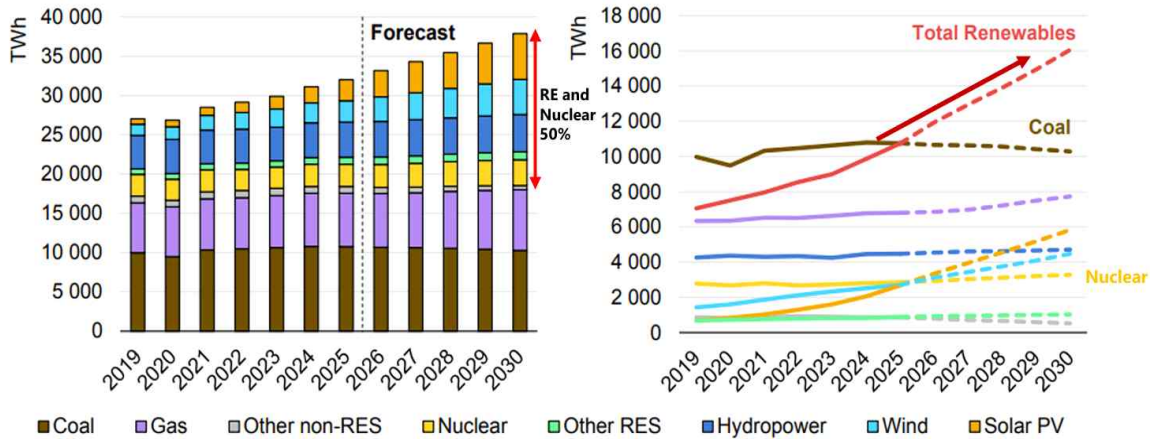 TWh
40 000
35 000
30 000
25 000
20 000
15 000
10 000
5 000
0
Forecast
RE and
Nuclear
50%
2019 2020 2021 2022 2023 2024 2025 2026 2027 2028 2029 2030
TWh
18 000
16 000
14 000
12 000
10 000
8 000
6 000
4 000
2 000
0
Total Renewables
Coal
Nuclear
2019 2020 2021 2022 2023 2024 2025 2026 2027 2028 2029 2030
Coal Gas Other non-RES Nuclear Other RES Hydropower Wind Solar PV